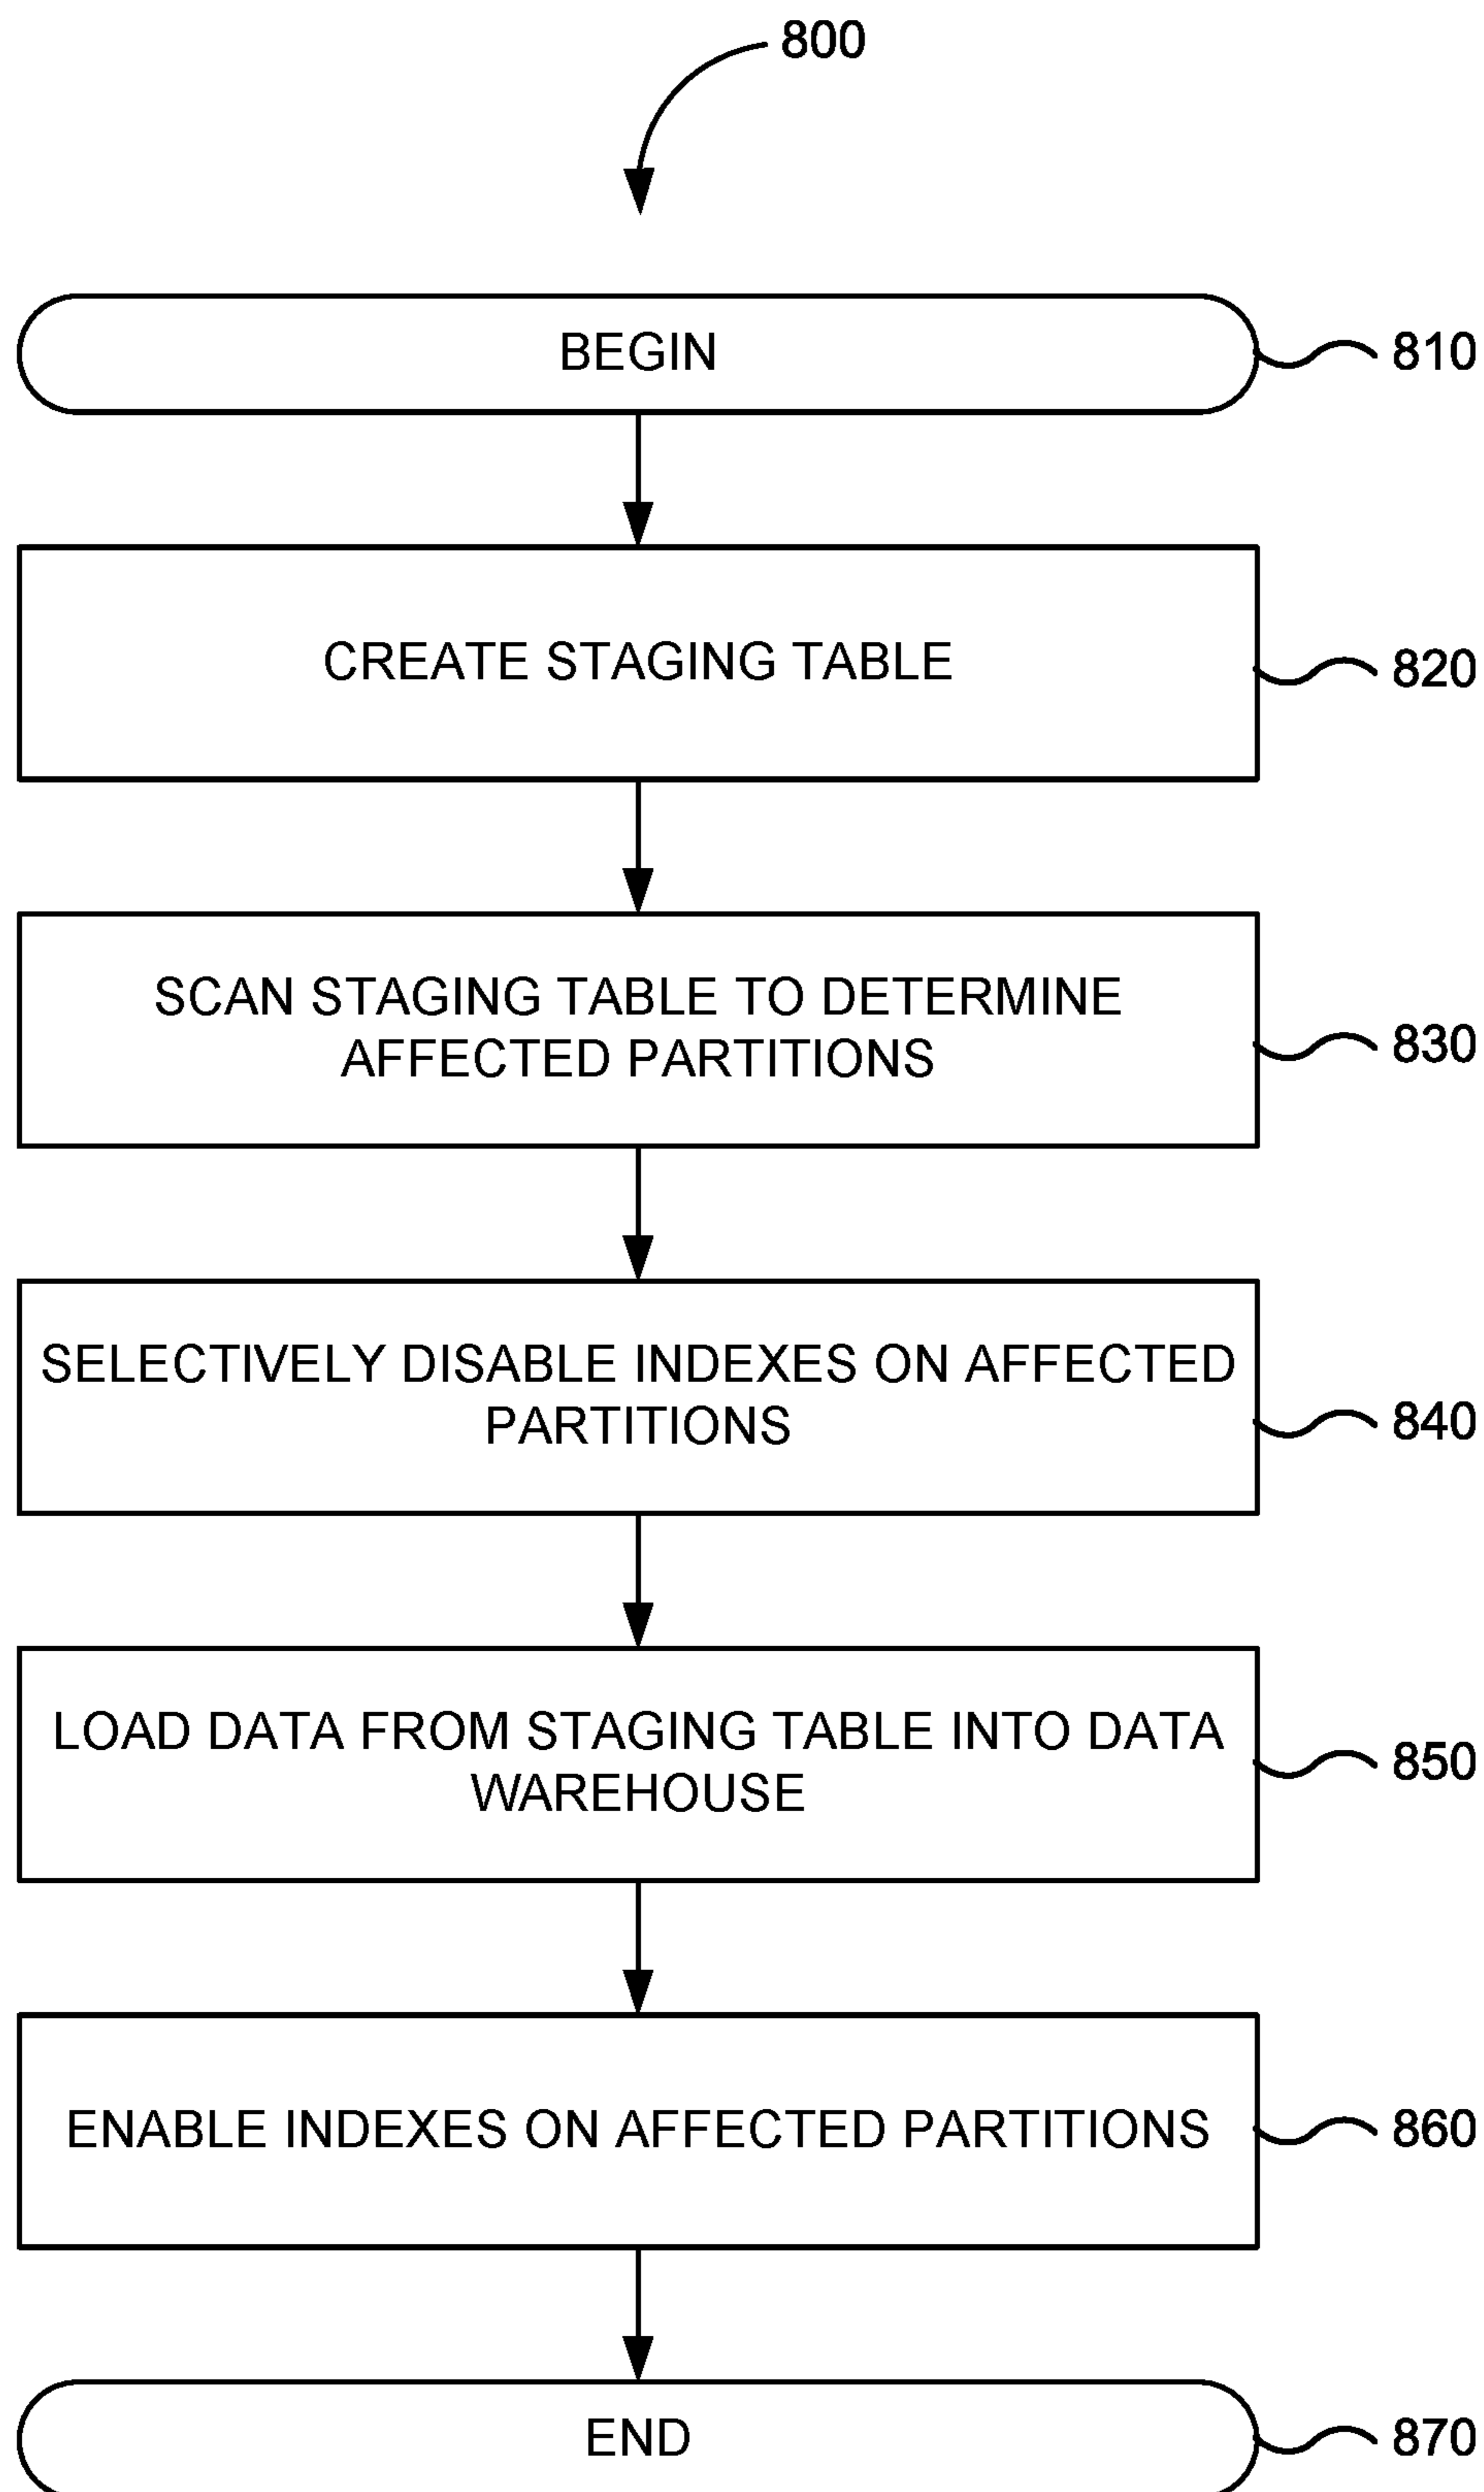 800
BEGIN
810
CREATE STAGING TABLE
820
SCAN STAGING TABLE TO DETERMINE
AFFECTED PARTITIONS
830
SELECTIVELY DISABLE INDEXES ON AFFECTED
PARTITIONS
840
LOAD DATA FROM STAGING TABLE INTO DATA
WAREHOUSE
850
ENABLE INDEXES ON AFFECTED PARTITIONS
860
END
870